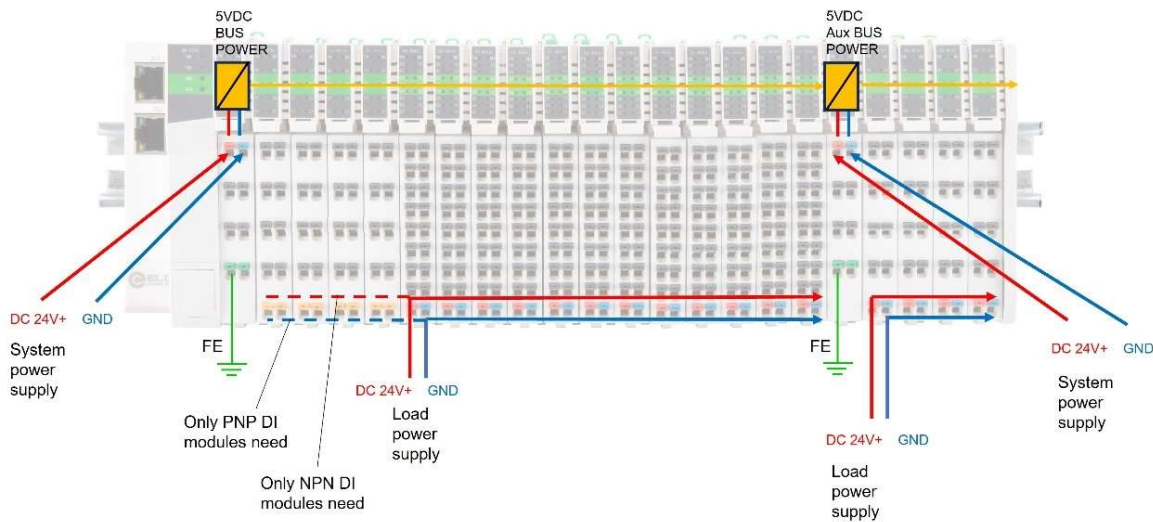 5VDC
BUS
POWER
5VDC
Aux BUS
POWER
DC 24V+ GND
System
power
supply
FE
Only PNP DI
modules need
Only NPN DI
modules need
DC 24V+ GND
Load
power
supply
FE
DC 24V+ GND
System
power
supply
DC 24V+ GND
Load
power
supply